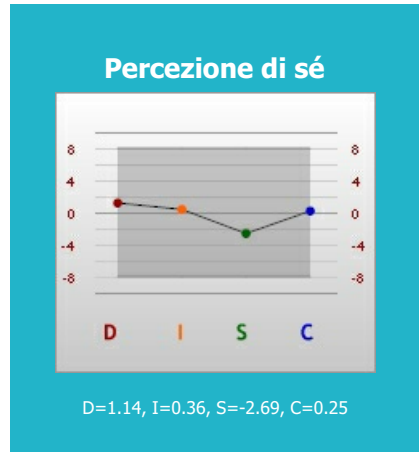 Percezione di sé
8 8
4 4
0 0
-4 -4
-8 -8
D I S C
D=1.14, I=0.36, S=-2.69, C=0.25